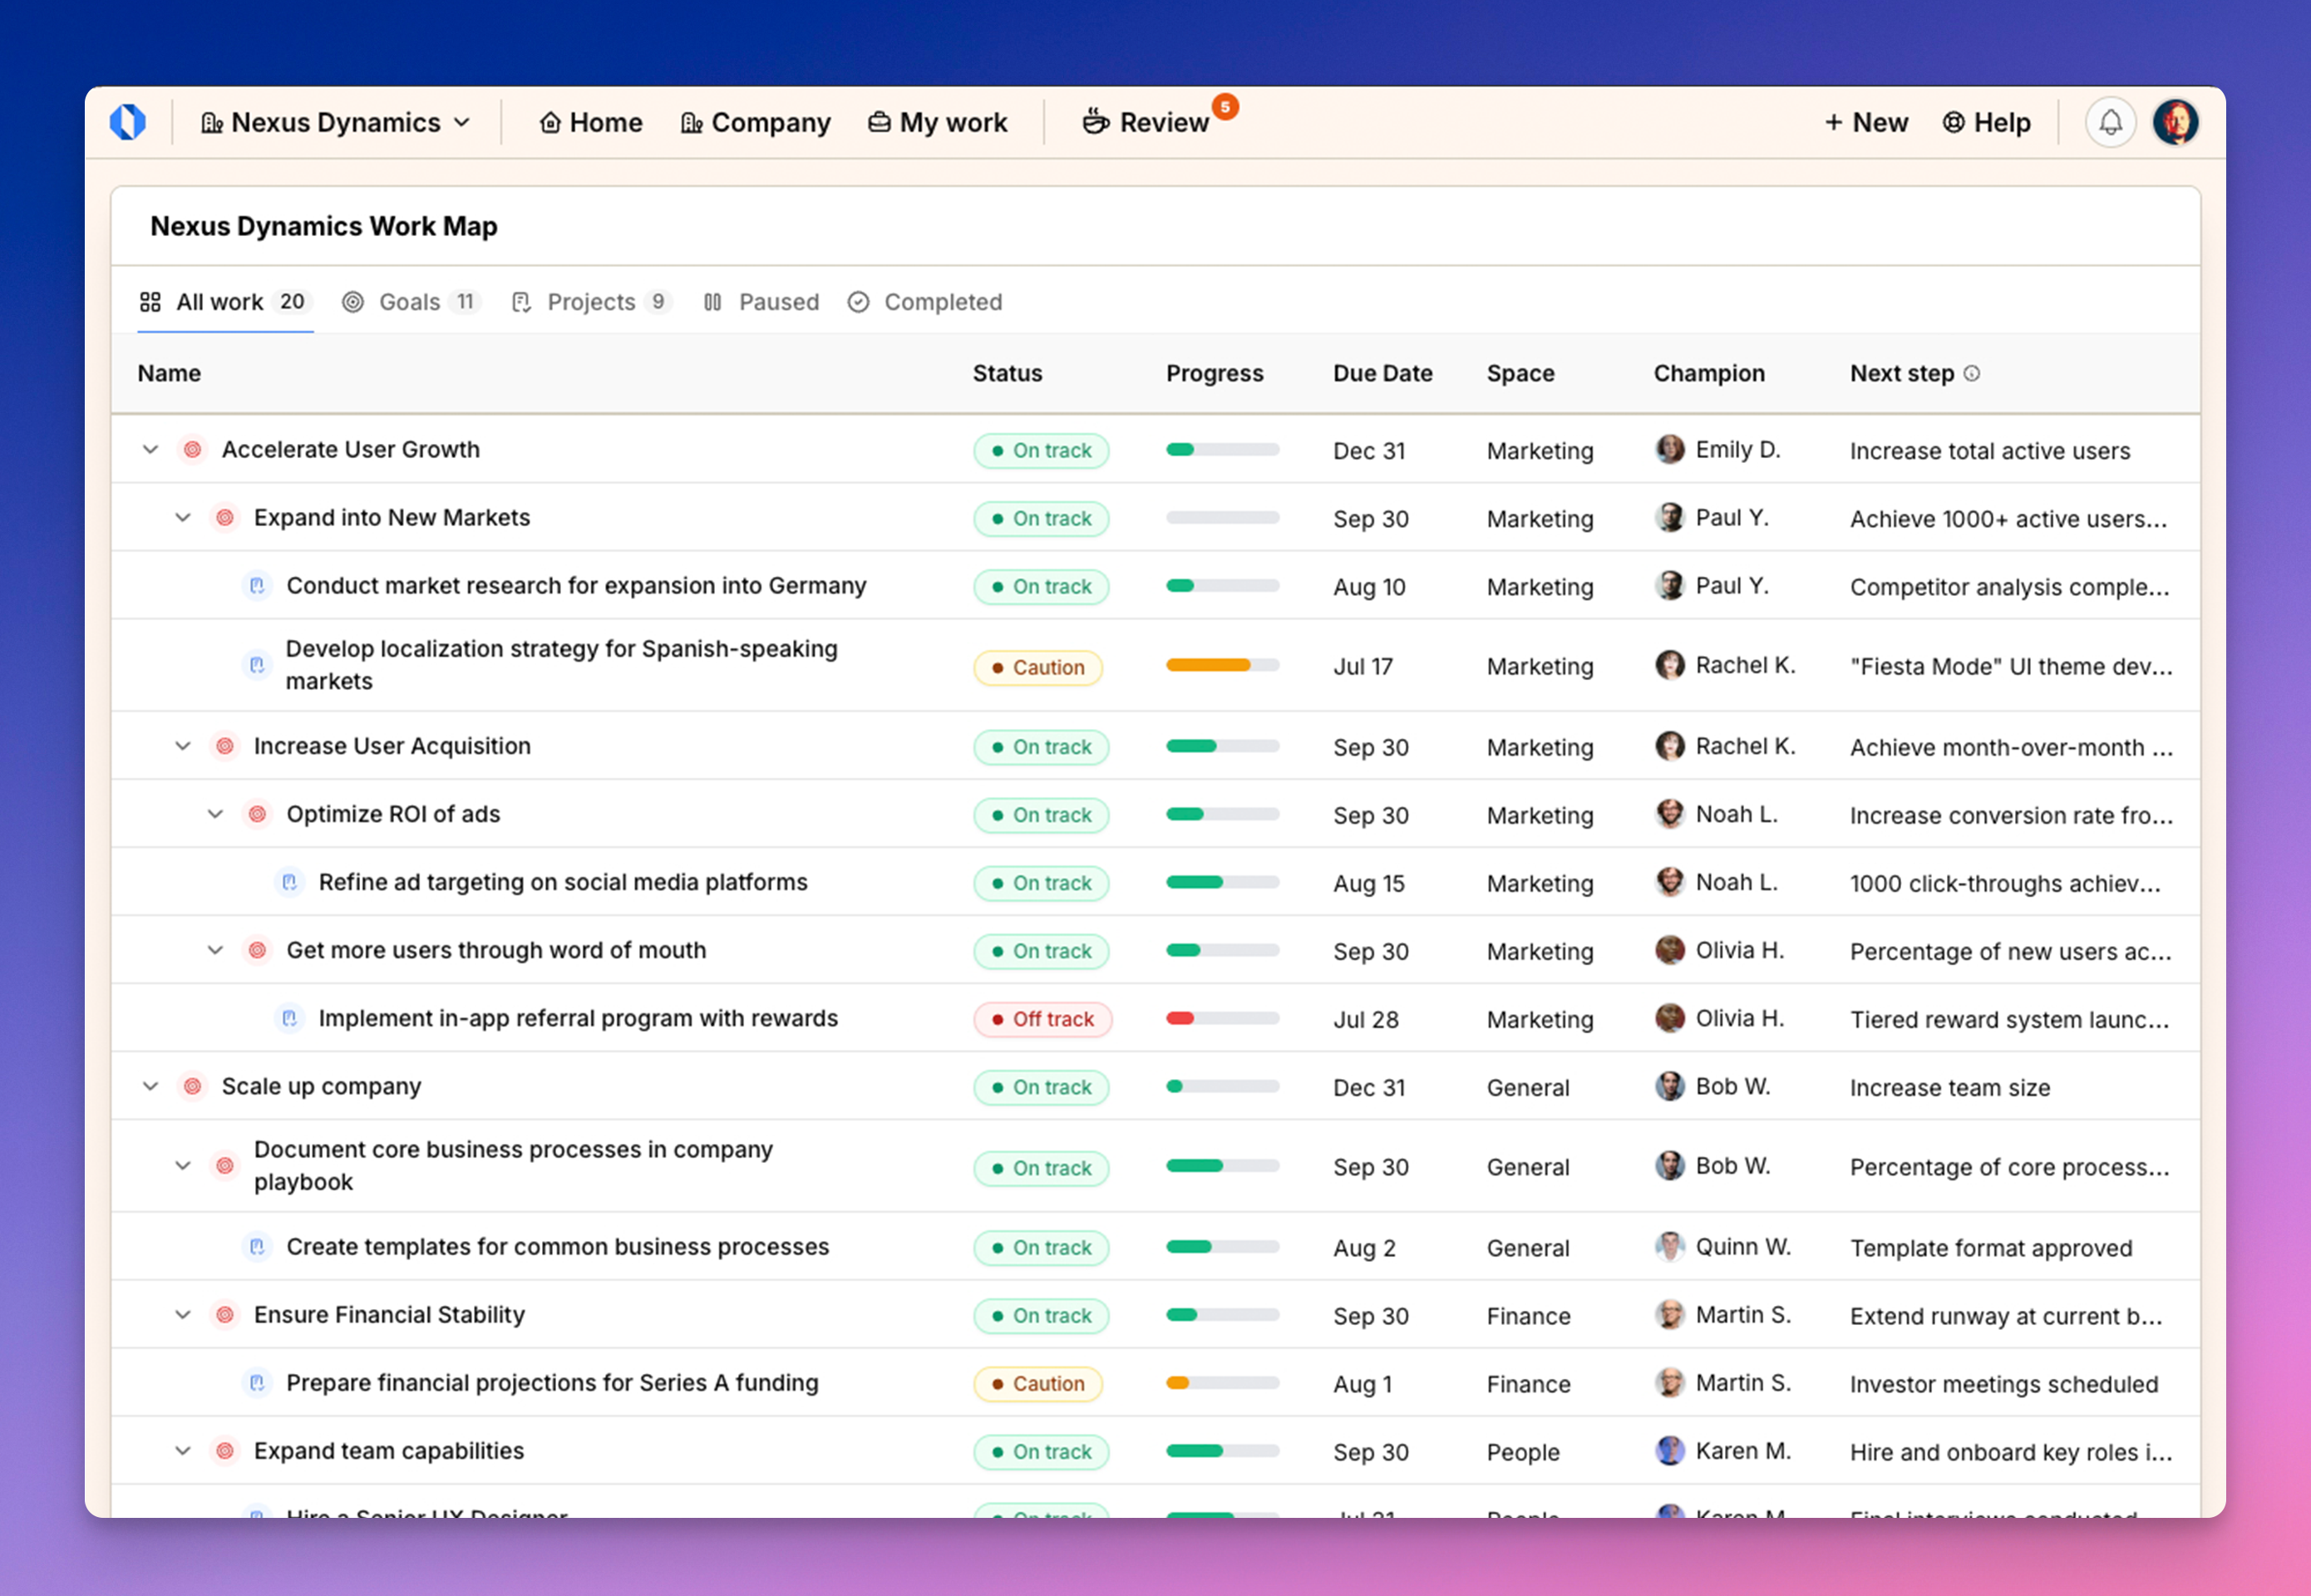 Nexus Dynamics Home Company My work Review 5 + New Help
Nexus Dynamics Work Map
All work 20 Goals 11 Projects 9 Paused Completed
Name Status Progress Due Date Space Champion Next step
Accelerate User Growth On track Dec 31 Marketing Emily D. Increase total active users
Expand into New Markets On track Sep 30 Marketing Paul Y. Achieve 1000+ active users...
Conduct market research for expansion into Germany On track Aug 10 Marketing Paul Y. Competitor analysis comple...
Develop localization strategy for Spanish-speaking
markets Caution Jul 17 Marketing Rachel K. "Fiesta Mode" UI theme dev...
Increase User Acquisition On track Sep 30 Marketing Rachel K. Achieve month-over-month ...
Optimize ROI of ads On track Sep 30 Marketing Noah L. Increase conversion rate fro...
Refine ad targeting on social media platforms On track Aug 15 Marketing Noah L. 1000 click-throughs achiev...
Get more users through word of mouth On track Sep 30 Marketing Olivia H. Percentage of new users ac...
Implement in-app referral program with rewards Off track Jul 28 Marketing Olivia H. Tiered reward system launc...
Scale up company On track Dec 31 General Bob W. Increase team size
Document core business processes in company
playbook On track Sep 30 General Bob W. Percentage of core process...
Create templates for common business processes On track Aug 2 General Quinn W. Template format approved
Ensure Financial Stability On track Sep 30 Finance Martin S. Extend runway at current b...
Prepare financial projections for Series A funding Caution Aug 1 Finance Martin S. Investor meetings scheduled
Expand team capabilities On track Sep 30 People Karen M. Hire and onboard key roles i...
Hire a Senior UX Designer On track Jul 31 People Karen M. Final interviews conducted